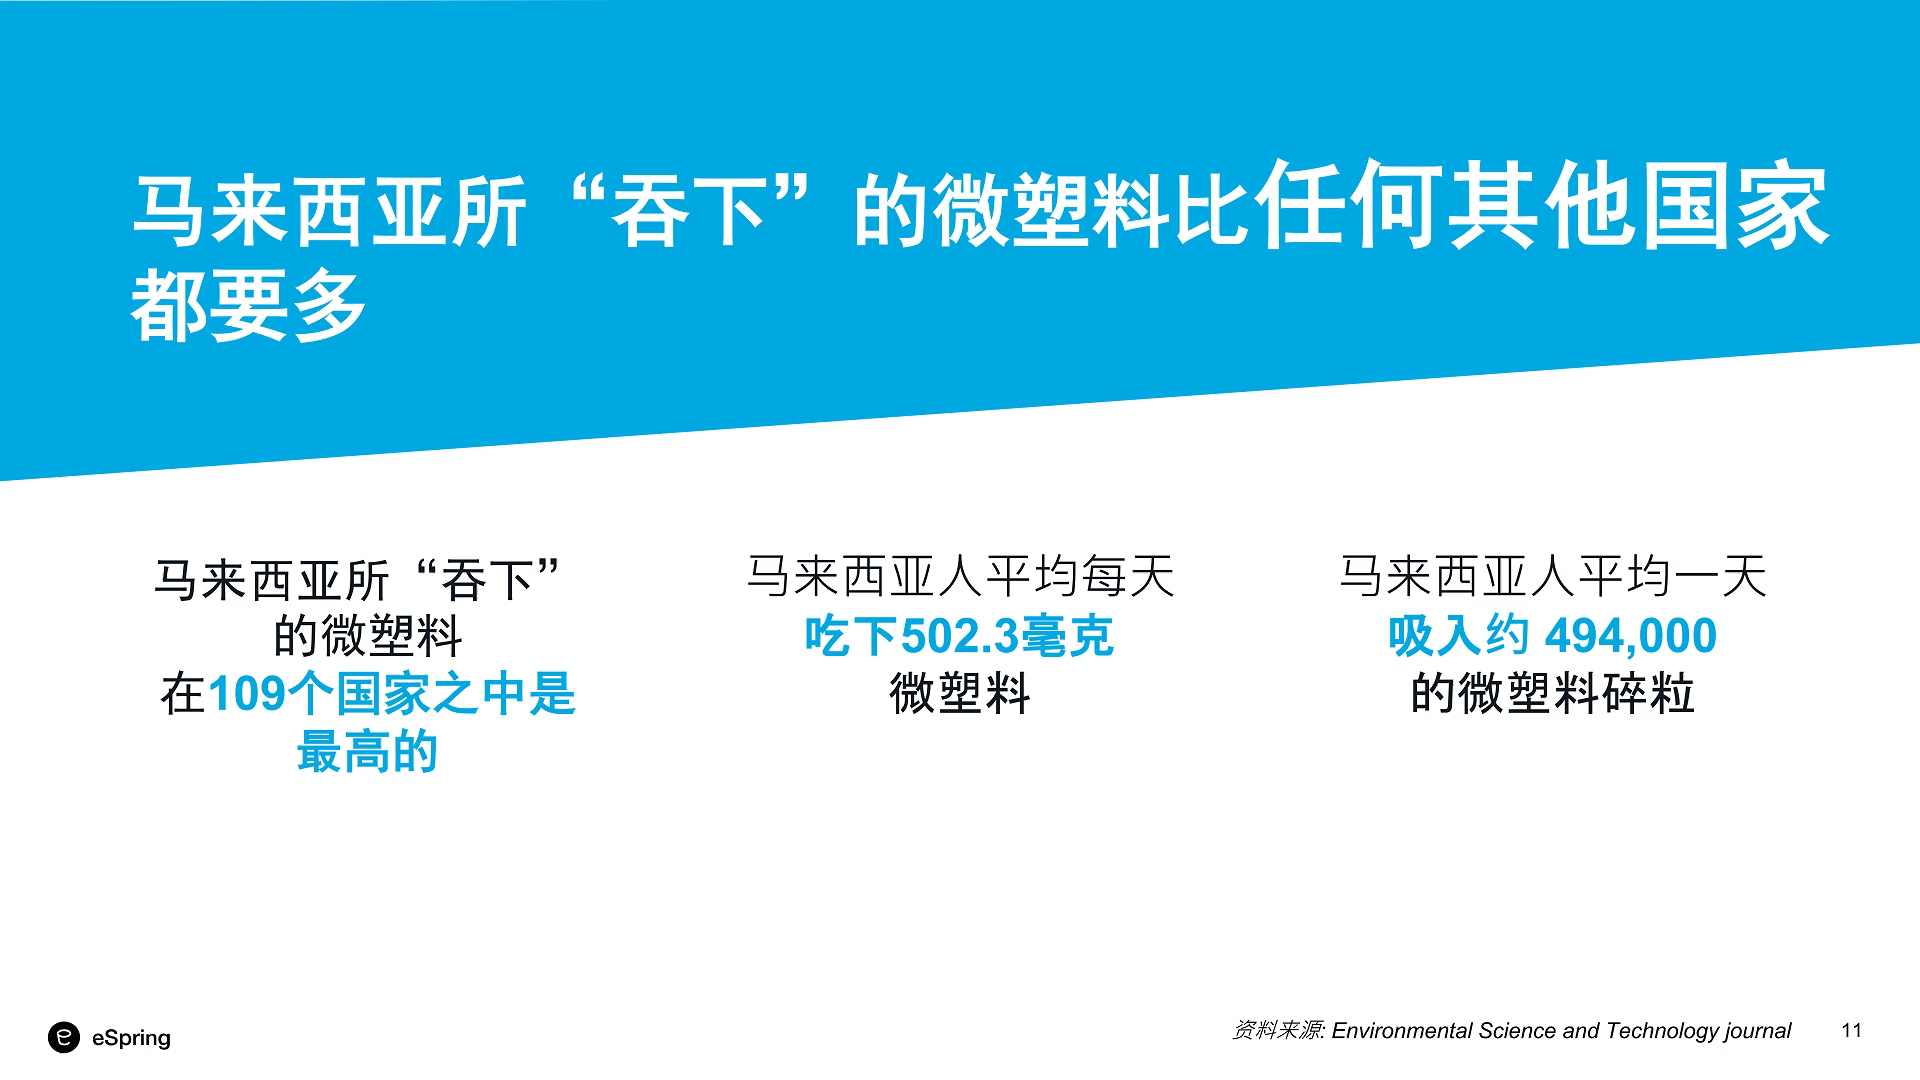 马来西亚所“吞下”的微塑料比任何其他国家
都要多
马来西亚所“吞下”
的微塑料
在109个国家之中是
最高的
马来西亚人平均每天
吃下502.3毫克
微塑料
马来西亚人平均一天
吸入约 494,000
的微塑料碎粒
eSpring
资料来源: Environmental Science and Technology journal
11